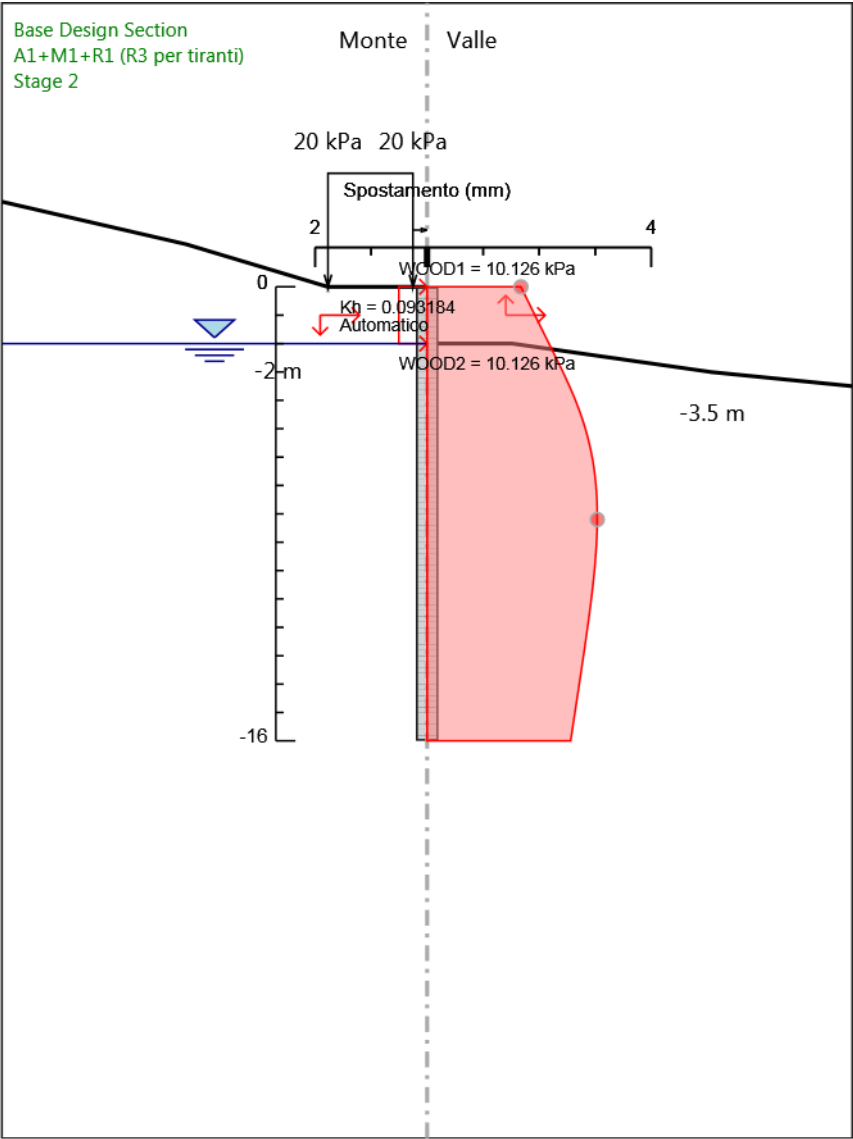 Base Design Section
A1+M1+R1 (R3 per tiranti)
Stage 2
Monte
Valle
20 kPa
20 kPa
Spostamento (mm)
2
4
WOOD1 = 10.126 kPa
0
Kh = 0.093184
Automatico
WOOD2 = 10.126 kPa
-2 m
-3.5 m
-16